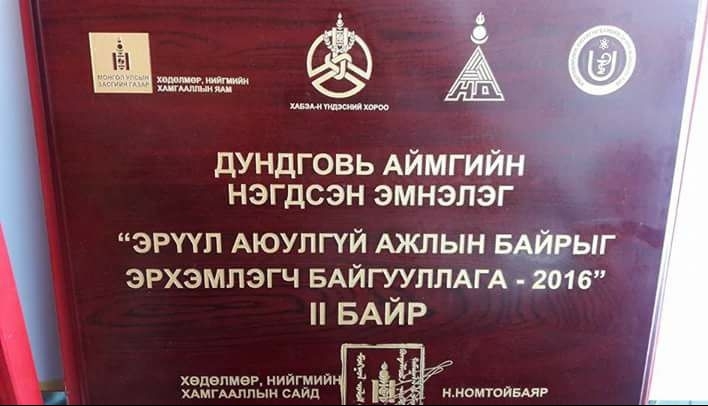 МОНГОЛ УЛСЫН
ЗАСГИЙН ГАЗАР
ХӨДӨЛМӨР, НИЙГМИЙН
ХАМГААЛЛЫН ЯАМ
ХАБЭА-Н ҮНДЭСНИЙ ХОРОО
НД
ДУНДГОВЬ АЙМГИЙН
НЭГДСЭН ЭМНЭЛЭГ
“ЭРҮҮЛ АЮУЛГҮЙ АЖЛЫН БАЙРЫГ
ЭРХЭМЛЭГЧ БАЙГУУЛЛАГА - 2016”
II БАЙР
ХӨДӨЛМӨР, НИЙГМИЙН
ХАМГААЛЛЫН САЙД
Н.НОМТОЙБАЯР